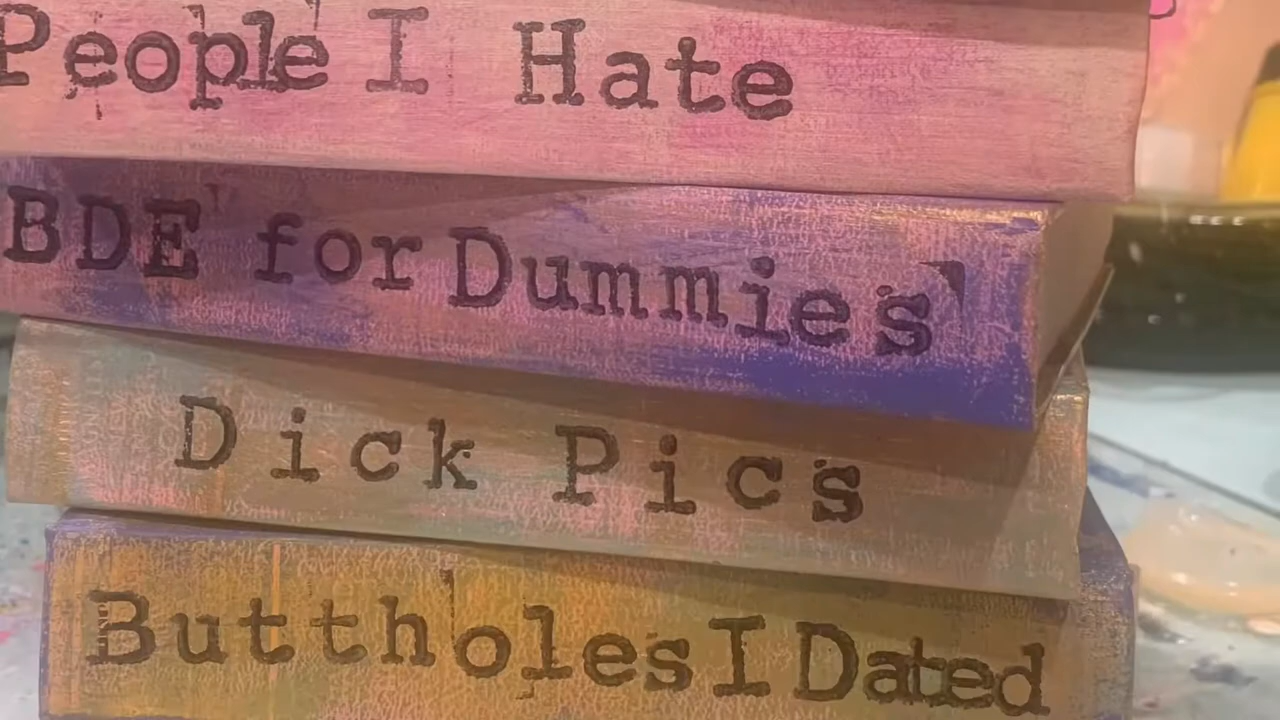 People I Hate
BDE for Dummies
Dick Pics
Buttholes I Dated